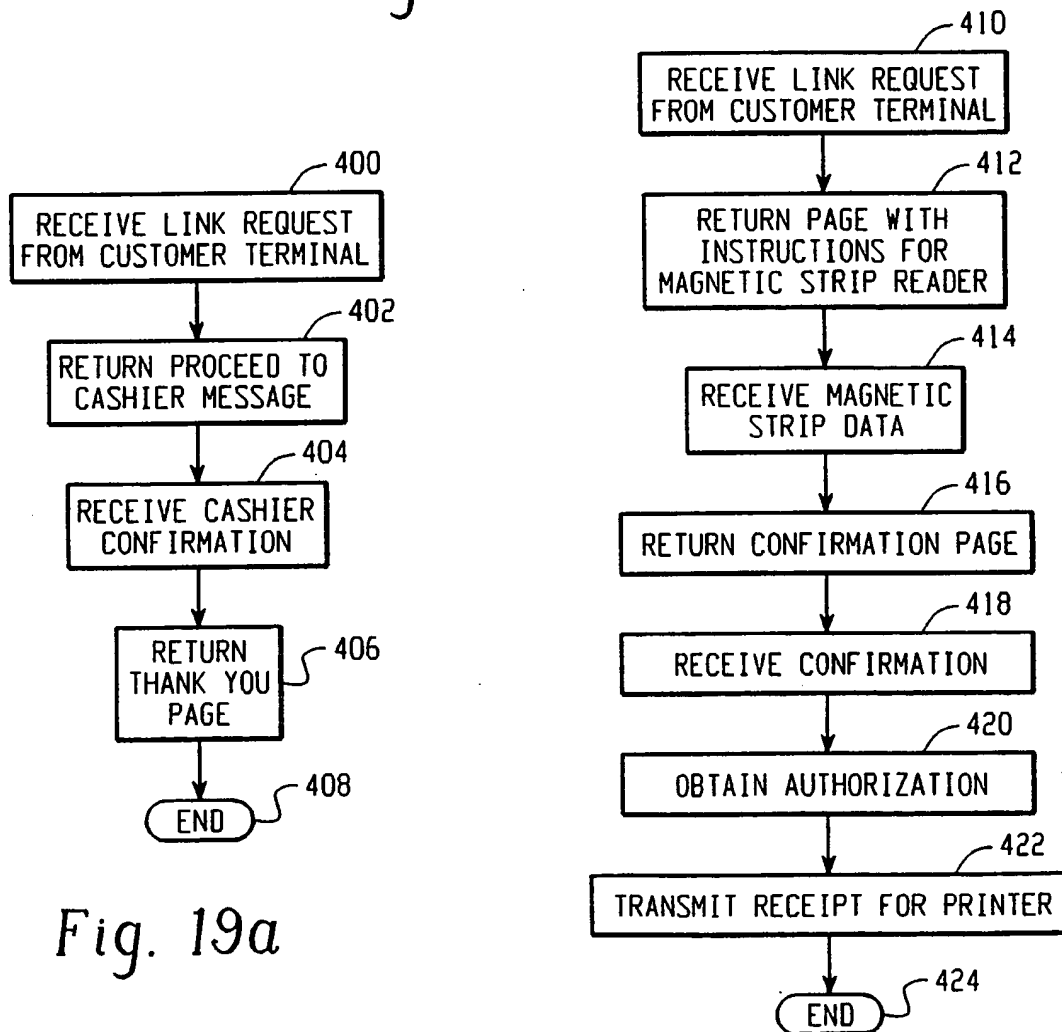 400
RECEIVE LINK REQUEST
FROM CUSTOMER TERMINAL
402
RETURN PROCEED TO
CASHIER MESSAGE
404
RECEIVE CASHIER
CONFIRMATION
RETURN
THANK YOU
PAGE
406
END
408
Fig. 19a
410
RECEIVE LINK REQUEST
FROM CUSTOMER TERMINAL
412
RETURN PAGE WITH
INSTRUCTIONS FOR
MAGNETIC STRIP READER
414
RECEIVE MAGNETIC
STRIP DATA
416
RETURN CONFIRMATION PAGE
418
RECEIVE CONFIRMATION
420
OBTAIN AUTHORIZATION
422
TRANSMIT RECEIPT FOR PRINTER
END
424